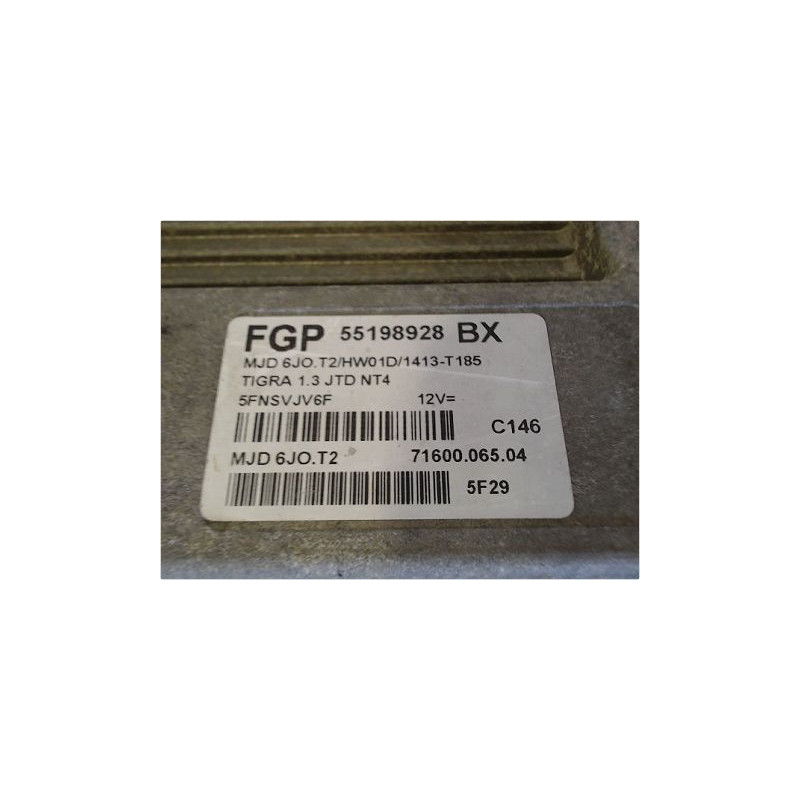 FGP 55198928 BX
MJD 6JO.T2/HW01D/1413-T185
TIGRA 1.3 JTD NT4
5FNSVJV6F 12V=
C146
MJD 6JO.T2 71600.065.04
5F29